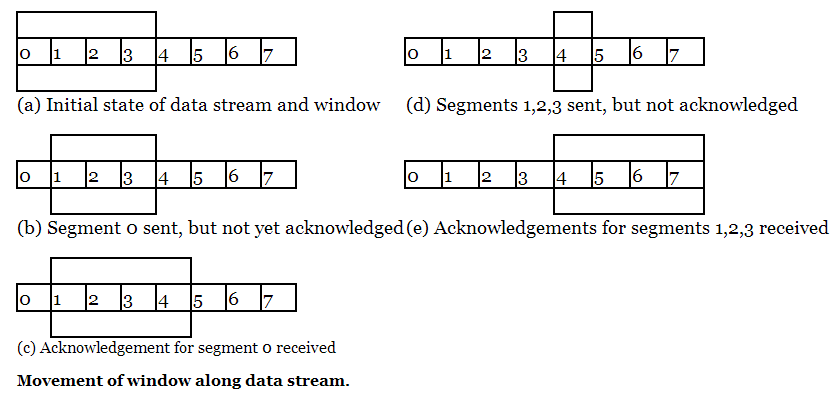 0 1 2 3 4 5 6 7
(a) Initial state of data stream and window
0 1 2 3 4 5 6 7
(b) Segment 0 sent, but not yet acknowledged
0 1 2 3 4 5 6 7
(c) Acknowledgement for segment 0 received
0 1 2 3 4 5 6 7
(d) Segments 1,2,3 sent, but not acknowledged
0 1 2 3 4 5 6 7
(e) Acknowledgements for segments 1,2,3 received
Movement of window along data stream.